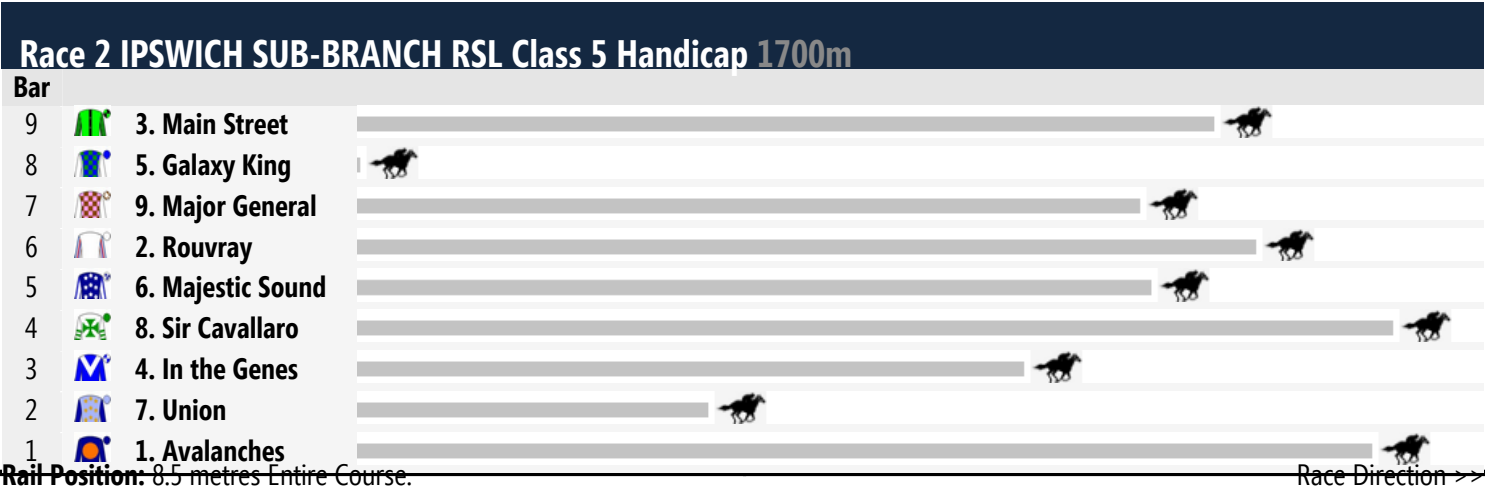 Race 2 IPSWICH SUB-BRANCH RSL Class 5 Handicap 1700m
Bar
9 3. Main Street
8 5. Galaxy King
7 9. Major General
6 2. Rouvray
5 6. Majestic Sound
4 8. Sir Cavallaro
3 4. In the Genes
2 7. Union
1 1. Avalanches
Rail Position: 8.5 metres Entire Course. Race Direction >>